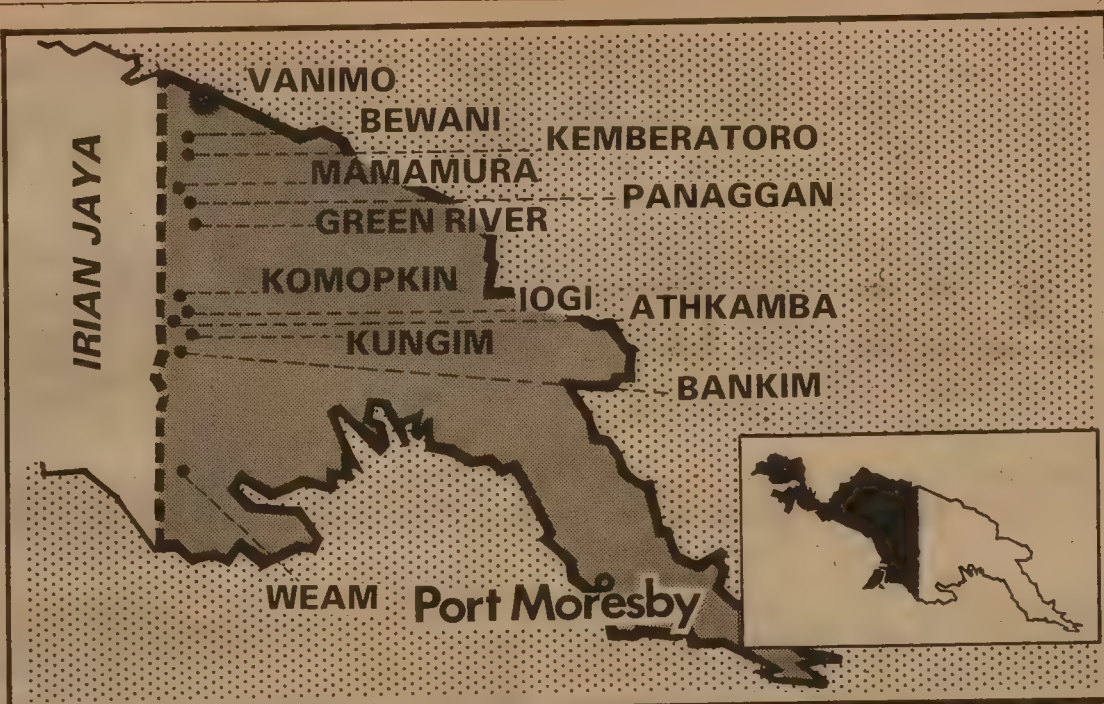 VANIMO
BEWANI
KEMBERATORO
MAMAMURA
PANAGGAN
GREEN RIVER
IRIAN JAYA
KOMOPKIN
IOGI
ATHKAMBA
KUNGIM
BANKIM
WEAM
Port Moresby